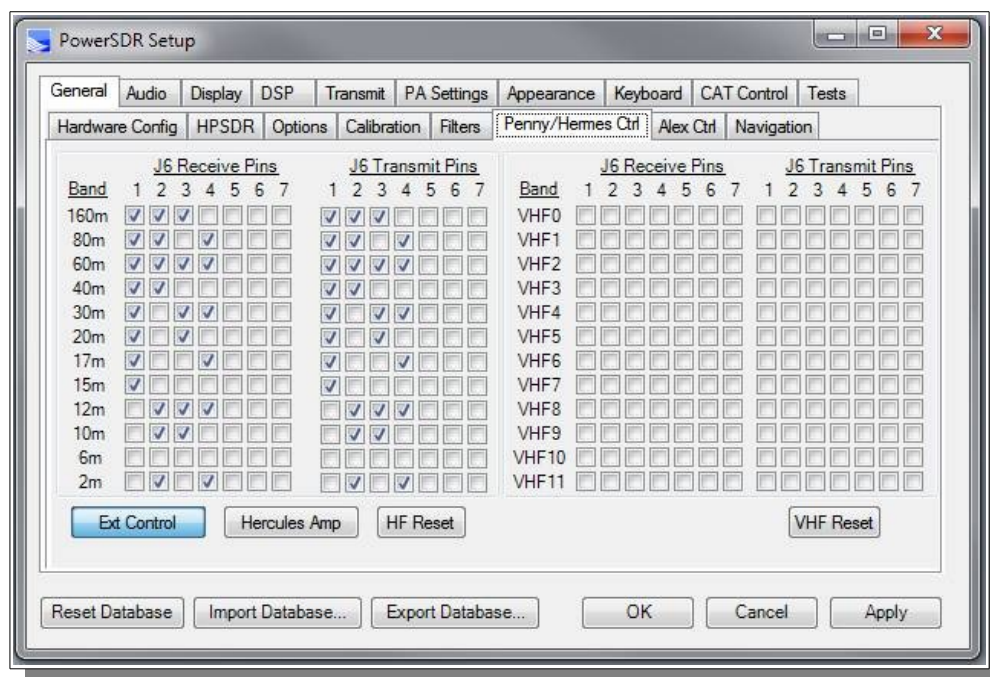 PowerSDR Setup
General Audio Display DSP Transmit PA Settings Appearance Keyboard CAT Control Tests
Hardware Config HPSDR Options Calibration Filters Penny/Hermes Ctrl Alex Ctrl Navigation
J6 Receive Pins J6 Transmit Pins J6 Receive Pins J6 Transmit Pins
Band 1 2 3 4 5 6 7 1 2 3 4 5 6 7 Band 1 2 3 4 5 6 7 1 2 3 4 5 6 7
160m VHF0
80m VHF1
60m VHF2
40m VHF3
30m VHF4
20m VHF5
17m VHF6
15m VHF7
12m VHF8
10m VHF9
6m VHF10
2m VHF11
Ext Control Hercules Amp HF Reset VHF Reset
Reset Database Import Database... Export Database... OK Cancel Apply